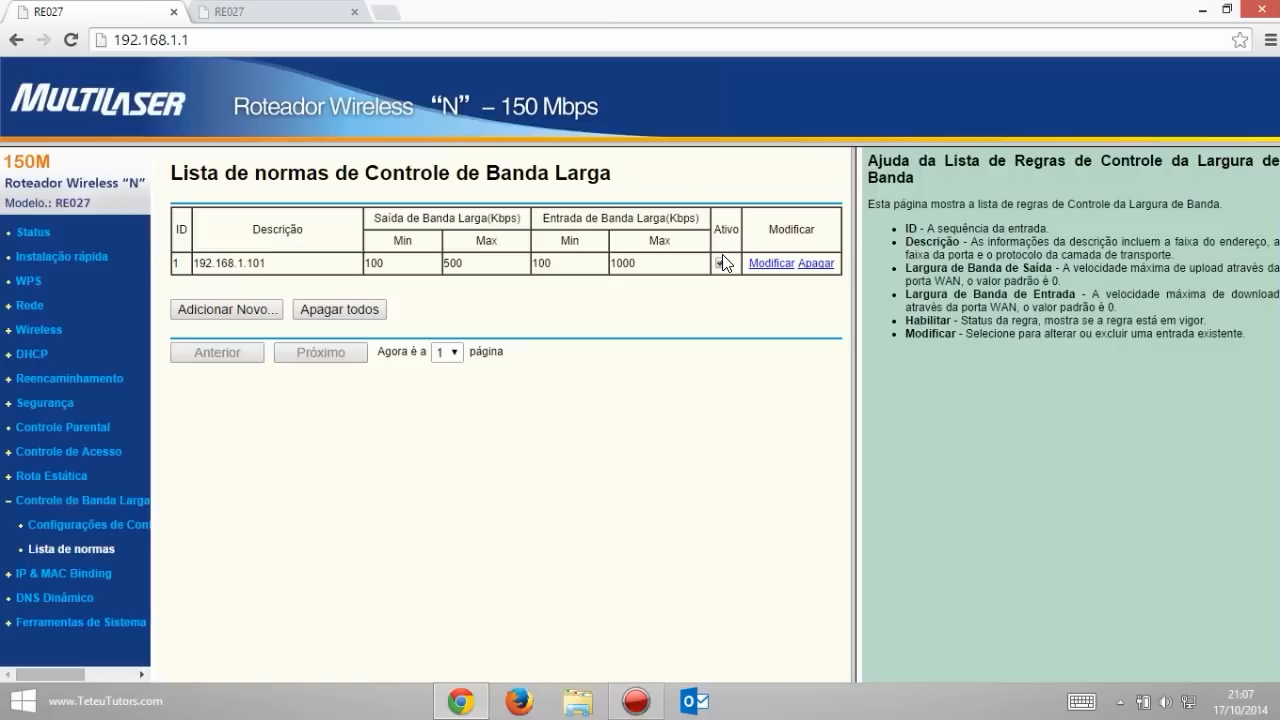 RE027
RE027
192.168.1.1
MULTILASER
Roteador Wireless “N” – 150 Mbps
150M
Roteador Wireless “N”
Modelo.: RE027
Status
Instalação rápida
WPS
Rede
Wireless
DHCP
Reencaminhamento
Segurança
Controle Parental
Controle de Acesso
Rota Estática
Controle de Banda Larga
Configurações de Cont
Lista de normas
IP & MAC Binding
DNS Dinâmico
Ferramentas de Sistema
Lista de normas de Controle de Banda Larga
ID Descrição Saída de Banda Larga(Kbps) Entrada de Banda Larga(Kbps) Ativo Modificar
Min Max Min Max
1 192.168.1.101 100 500 100 1000 Modificar Apagar
Adicionar Novo... Apagar todos
Anterior Próximo Agora é a 1 página
Ajuda da Lista de Regras de Controle da Largura de
Banda
Esta página mostra a lista de regras de Controle da Largura de Banda.
ID - A sequência da entrada.
Descrição - As informações da descrição incluem a faixa do endereço, a
faixa da porta e o protocolo da camada de transporte.
Largura de Banda de Saída - A velocidade máxima de upload através da
porta WAN, o valor padrão é 0.
Largura de Banda de Entrada - A velocidade máxima de download
através da porta WAN, o valor padrão é 0.
Habilitar - Status da regra, mostra se a regra está em vigor.
Modificar - Selecione para alterar ou excluir uma entrada existente.
www.TeteuTutors.com
21:07
17/10/2014